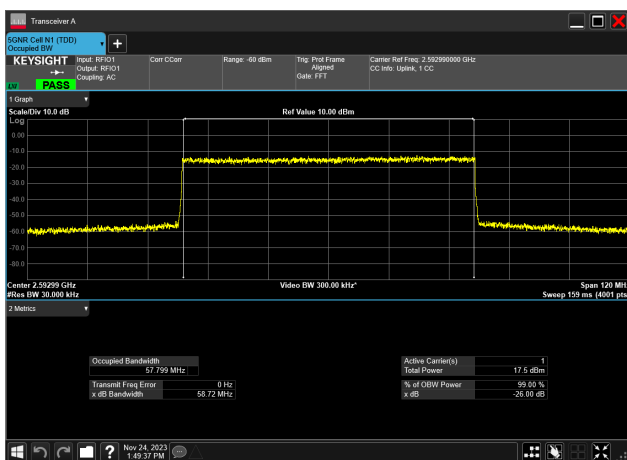 Transceiver A
5GNR Cell N1 (TDD)
Occupied BW
KEYSIGHT
PASS
Input: RFIO1
Output: RFIO1
Coupling: AC
Corr CCorr
Range: -60 dBm
Trig: Prot Frame
Aligned
Gate: FFT
Carrier Ref Freq: 2.592990000 GHz
CC Info: Uplink, 1 CC
1 Graph
Scale/Div 10.0 dB
Ref Value 10.00 dBm
Log
0.00
-10.0
-20.0
-30.0
-40.0
-50.0
-60.0
-70.0
-80.0
Center 2.59299 GHz
Video BW 300.00 kHz*
Span 120 MH
#Res BW 30.000 kHz
Sweep 159 ms (4001 pts
2 Metrics
Occupied Bandwidth
57.799 MHz
Transmit Freq Error 0 Hz
x dB Bandwidth 58.72 MHz
Active Carrier(s) 1
Total Power 17.5 dBm
% of OBW Power 99.00 %
x dB -26.00 dB
Nov 24, 2023
1:49:37 PM